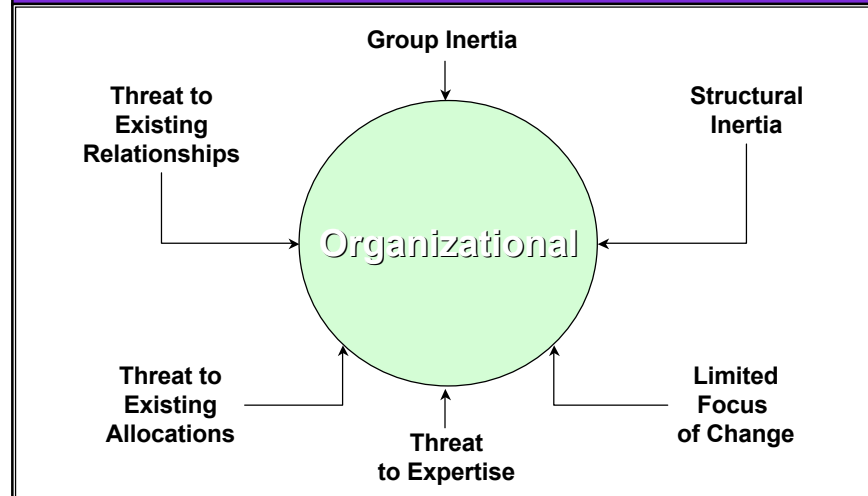 Group Inertia
Threat to
Existing
Relationships
Structural
Inertia
Organizational
Threat to
Existing
Allocations
Threat
to Expertise
Limited
Focus
of Change